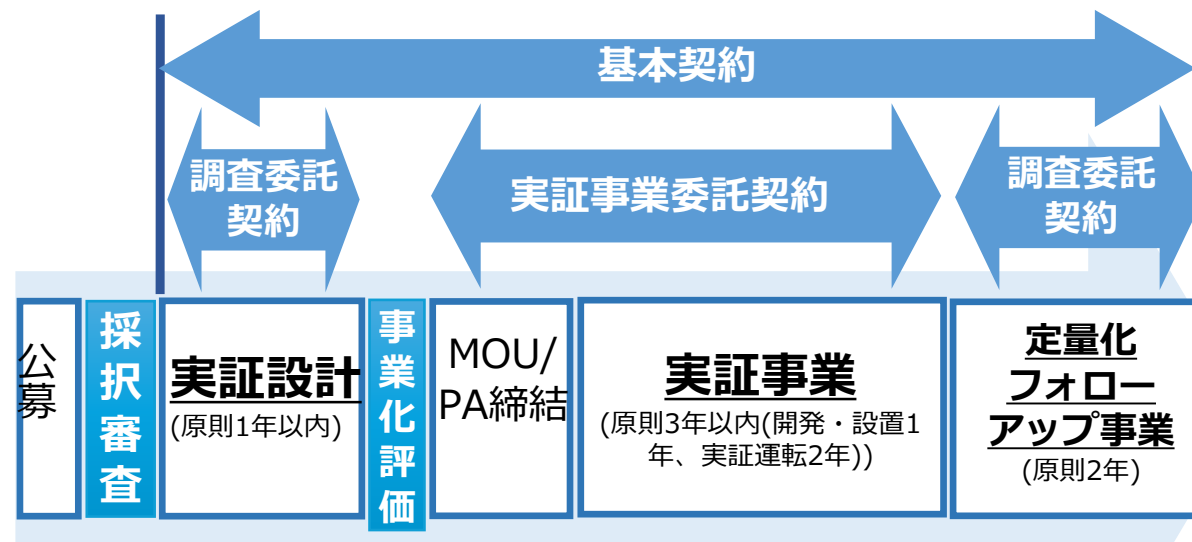 基本契約
調査委託
契約
実証事業委託契約
調査委託
契約
公募
採択審査
実証設計
(原則1年以内)
事業化評価
MOU/
PA締結
実証事業
(原則3年以内(開発・設置1
年、実証運転2年))
定量化
フォロー
アップ事業
(原則2年)